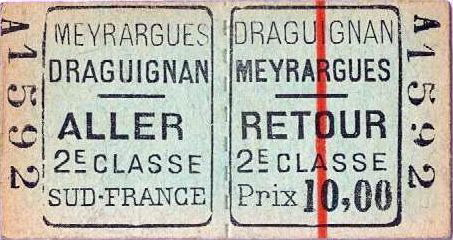 A1592
MEYRARGUES
DRAGUIGNAN
ALLER
2E CLASSE
SUD-FRANCE
DRAGUIGNAN
MEYRARGUES
RETOUR
2E CLASSE
Prix 10,00
A1592